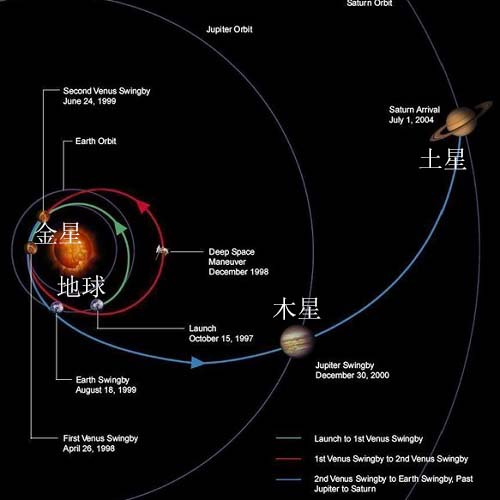 Saturn Orbit
Jupiter Orbit
Second Venus Swingby
June 24, 1999
Saturn Arrival
July 1, 2004
Earth Orbit
土星
金星
Deep Space
Maneuver
December 1998
地球
木星
Launch
October 15, 1997
Jupiter Swingby
December 30, 2000
Earth Swingby
August 18, 1999
First Venus Swingby
April 26, 1998
Launch to 1st Venus Swingby
1st Venus Swingby to 2nd Venus Swingby
2nd Venus Swingby to Earth Swingby, Past
Jupiter to Saturn